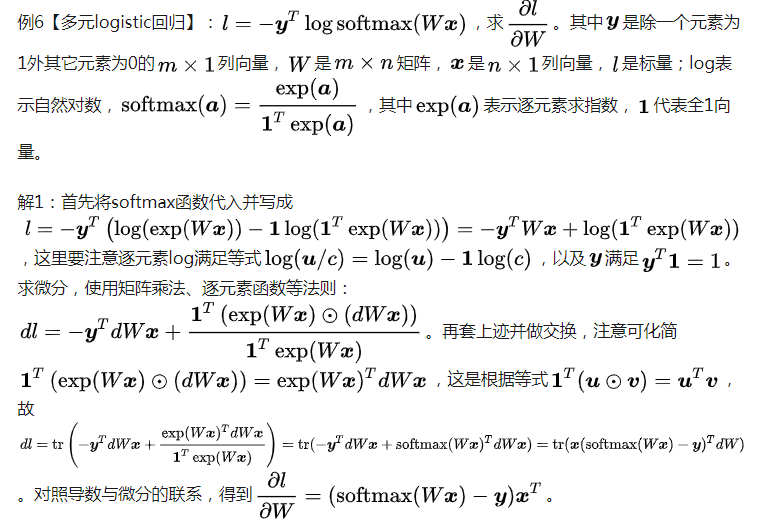 例6【多元logistic回归】：$l = -\boldsymbol{y}^T \log \text{softmax}(W\boldsymbol{x})$，求 $\frac{\partial l}{\partial W}$。其中 $\boldsymbol{y}$ 是除一个元素为
1外其它元素为0的 $m \times 1$ 列向量，$W$ 是 $m \times n$ 矩阵，$\boldsymbol{x}$ 是 $n \times 1$ 列向量，$l$ 是标量；log表
示自然对数，$\text{softmax}(\boldsymbol{a}) = \frac{\exp(\boldsymbol{a})}{\boldsymbol{1}^T \exp(\boldsymbol{a})}$，其中 $\exp(\boldsymbol{a})$ 表示逐元素求指数，$\boldsymbol{1}$ 代表全1向
量。
解1：首先将softmax函数代入并写成
$l = -\boldsymbol{y}^T \left(\log(\exp(W\boldsymbol{x})) - \boldsymbol{1}\log(\boldsymbol{1}^T \exp(W\boldsymbol{x}))\right) = -\boldsymbol{y}^T W\boldsymbol{x} + \log(\boldsymbol{1}^T \exp(W\boldsymbol{x}))$
，这里要注意逐元素log满足等式 $\log(\boldsymbol{u}/c) = \log(\boldsymbol{u}) - \boldsymbol{1}\log(c)$，以及 $\boldsymbol{y}$ 满足 $\boldsymbol{y}^T \boldsymbol{1} = 1$。
求微分，使用矩阵乘法、逐元素函数等法则：
$dl = -\boldsymbol{y}^T dW\boldsymbol{x} + \frac{\boldsymbol{1}^T (\exp(W\boldsymbol{x}) \odot (dW\boldsymbol{x}))}{\boldsymbol{1}^T \exp(W\boldsymbol{x})}$。再套上迹并做交换，注意可化简
$\boldsymbol{1}^T (\exp(W\boldsymbol{x}) \odot (dW\boldsymbol{x})) = \exp(W\boldsymbol{x})^T dW\boldsymbol{x}$，这是根据等式 $\boldsymbol{1}^T (\boldsymbol{u} \odot \boldsymbol{v}) = \boldsymbol{u}^T \boldsymbol{v}$，
故
$dl = \text{tr}\left(-\boldsymbol{y}^T dW\boldsymbol{x} + \frac{\exp(W\boldsymbol{x})^T dW\boldsymbol{x}}{\boldsymbol{1}^T \exp(W\boldsymbol{x})}\right) = \text{tr}(-\boldsymbol{y}^T dW\boldsymbol{x} + \text{softmax}(W\boldsymbol{x})^T dW\boldsymbol{x}) = \text{tr}(\boldsymbol{x}(\text{softmax}(W\boldsymbol{x}) - \boldsymbol{y})^T dW)$
。对照导数与微分的联系，得到 $\frac{\partial l}{\partial W} = (\text{softmax}(W\boldsymbol{x}) - \boldsymbol{y})\boldsymbol{x}^T$。